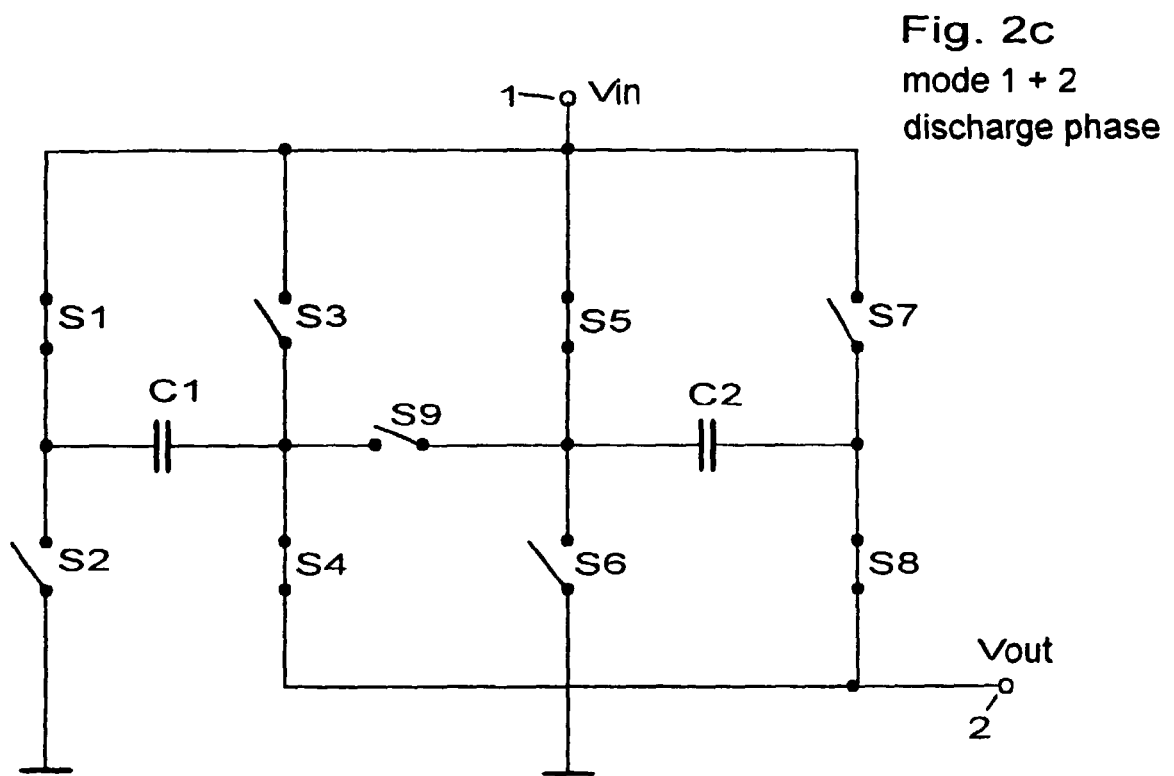 Fig. 2c
mode 1 + 2
discharge phase
1 Vin
S1 S3 S5 S7
C1 S9 C2
S2 S4 S6 S8
Vout
2